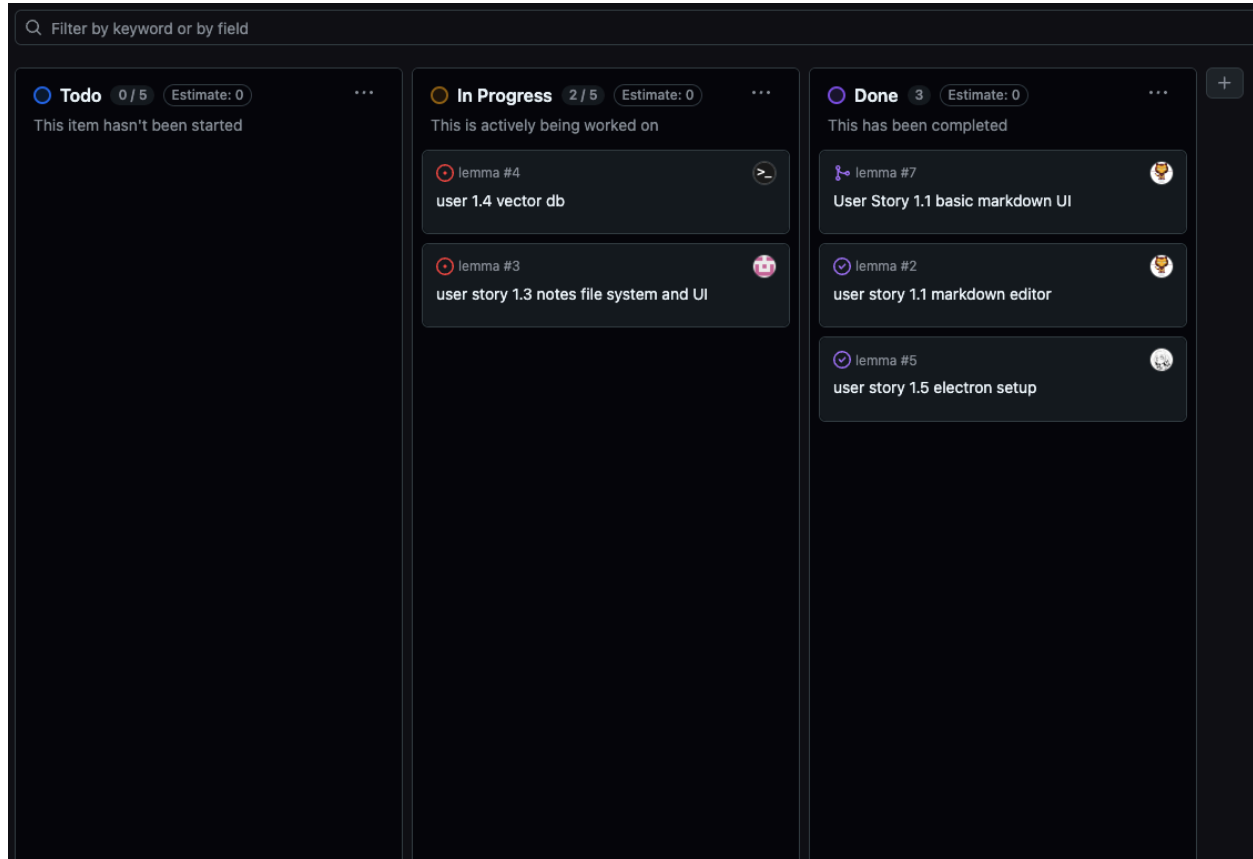 Filter by keyword or by field
Todo 0 / 5 Estimate: 0
This item hasn't been started
In Progress 2 / 5 Estimate: 0
This is actively being worked on
lemma #4
user 1.4 vector db
lemma #3
user story 1.3 notes file system and UI
Done 3 Estimate: 0
This has been completed
lemma #7
User Story 1.1 basic markdown UI
lemma #2
user story 1.1 markdown editor
lemma #5
user story 1.5 electron setup